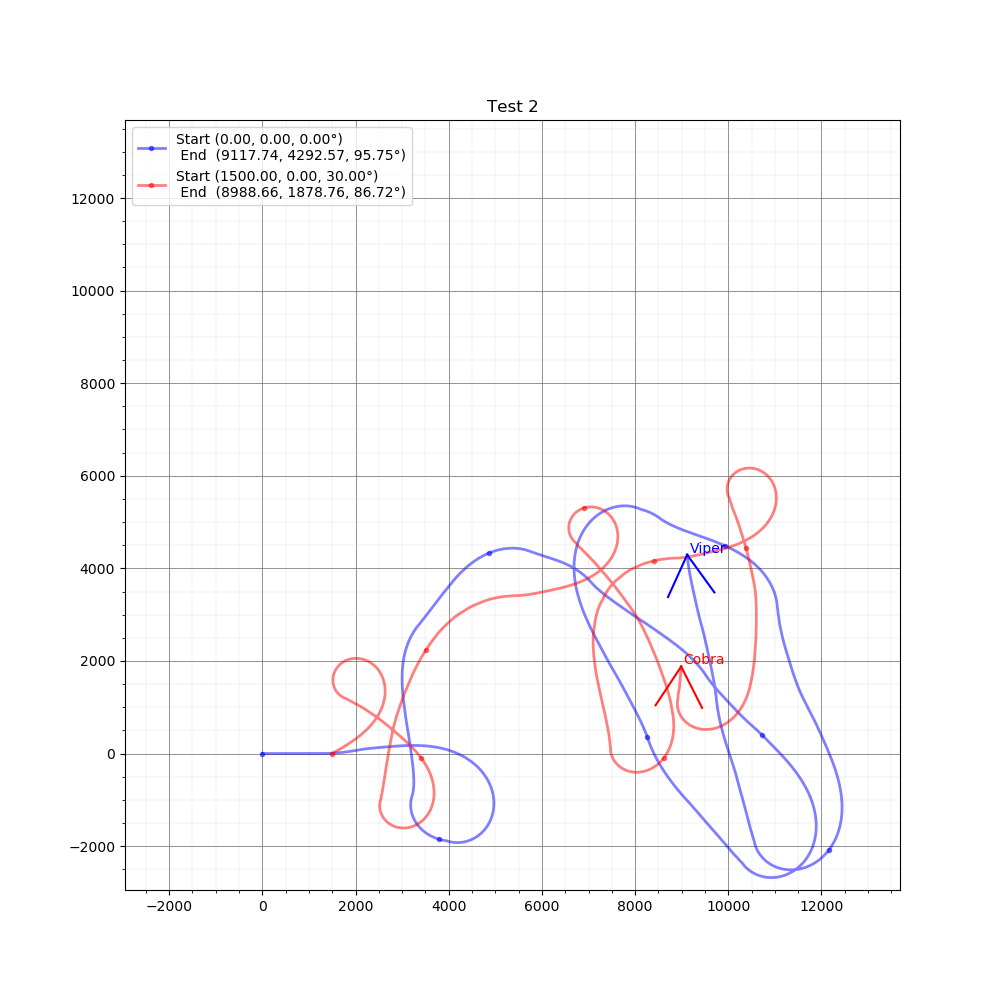 Test 2
Start (0.00, 0.00, 0.00°)
End (9117.74, 4292.57, 95.75°)
Start (1500.00, 0.00, 30.00°)
End (8988.66, 1878.76, 86.72°)
12000
10000
8000
6000
4000
2000
0
−2000
Viper
Cobra
−2000 0 2000 4000 6000 8000 10000 12000